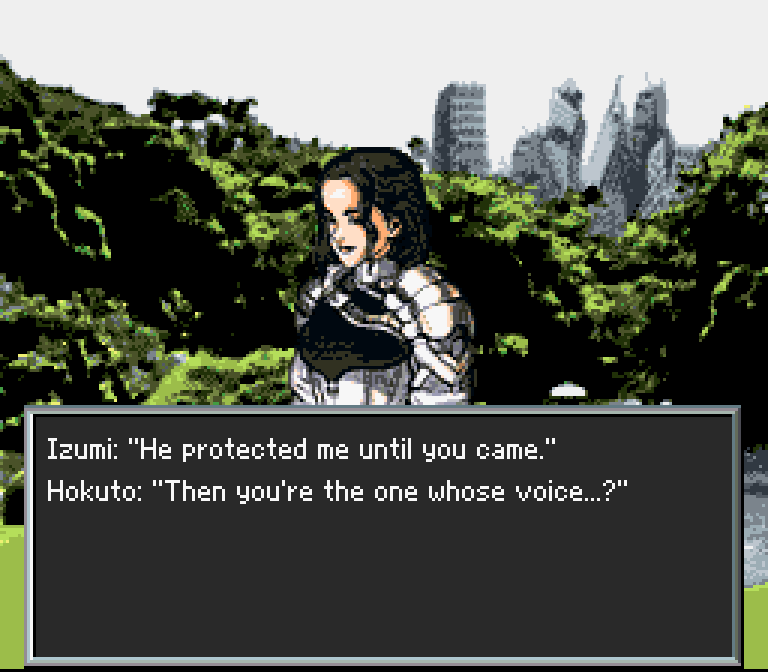 Izumi: "He protected me until you came."
Hokuto: "Then you're the one whose voice...?"